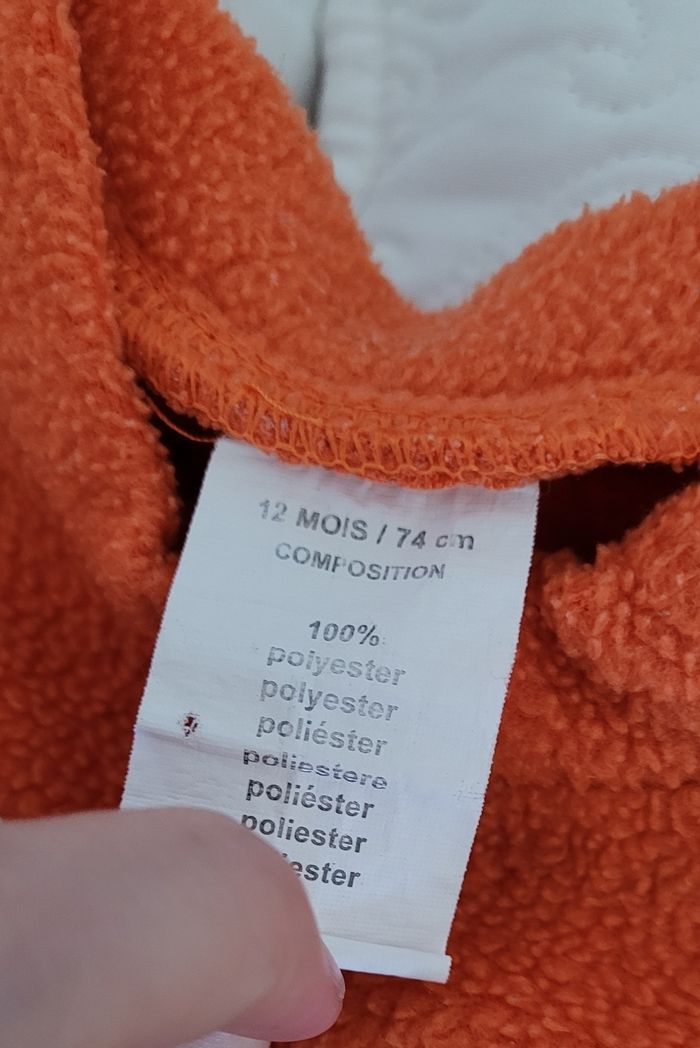 12 MOIS / 74 cm
COMPOSITION
100%
polyester
polyester
poliéster
poliestere
poliéster
poliester